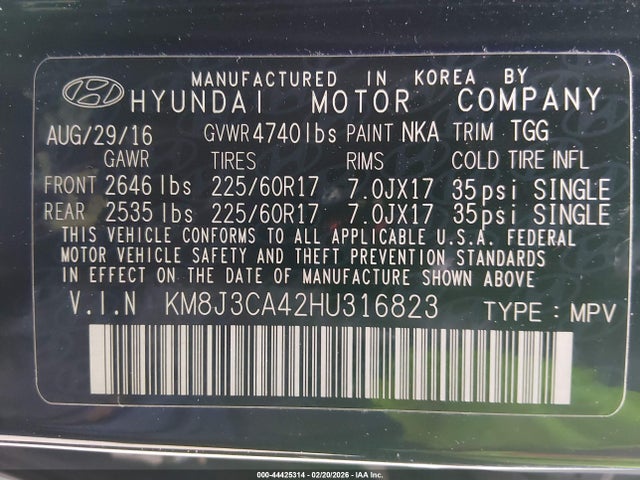 MANUFACTURED IN KOREA BY
HYUNDAI MOTOR COMPANY
AUG/29/16 GVWR 4740 lbs PAINT NKA TRIM TGG
GAWR TIRES RIMS COLD TIRE INFL
FRONT 2646 lbs 225/60R17 7.0JX17 35psi SINGLE
REAR 2535 lbs 225/60R17 7.0JX17 35psi SINGLE
THIS VEHICLE CONFORMS TO ALL APPLICABLE U.S.A. FEDERAL
MOTOR VEHICLE SAFETY AND THEFT PREVENTION STANDARDS
IN EFFECT ON THE DATE OF MANUFACTURE SHOWN ABOVE
V.I.N KM8J3CA42HU316823 TYPE : MPV
000-44425314 - 02/20/2026 - IAA Inc.